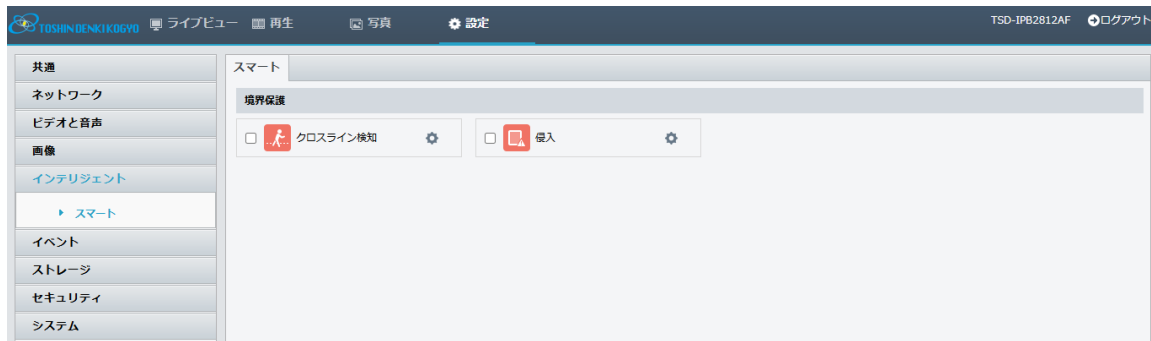 TOSHIN DENKI KOGYO ライブビュー 再生 写真 設定 TSD-IPB2812AF ログアウト
共通
ネットワーク
ビデオと音声
画像
インテリジェント
スマート
イベント
ストレージ
セキュリティ
システム
スマート
境界保護
クロスライン検知 侵入